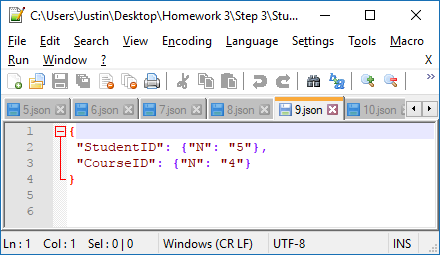 C:\Users\Justin\Desktop\Homework 3\Step 3\Stu...
File Edit Search View Encoding Language Settings Tools Macro
Run Window ? X
5.json 6.json 7.json 8.json 9.json 10.json
1 {
2 "StudentID": {"N": "5"},
3 "CourseID": {"N": "4"}
4 }
5
6
Ln : 1 Col : 1 Sel : 0 | 0 Windows (CR LF) UTF-8 INS